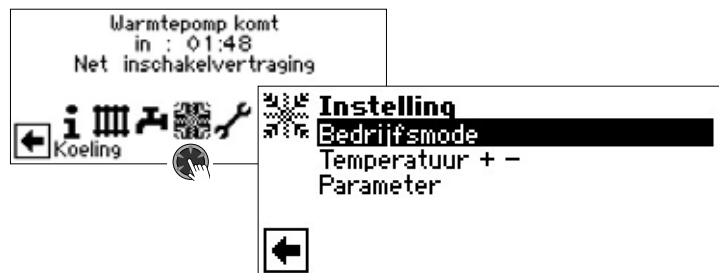 Warmtepomp komt
in : 01:48
Net inschakelvertraging
i
Koeling
Instelling
Bedrijfsmode
Temperatuur + -
Parameter